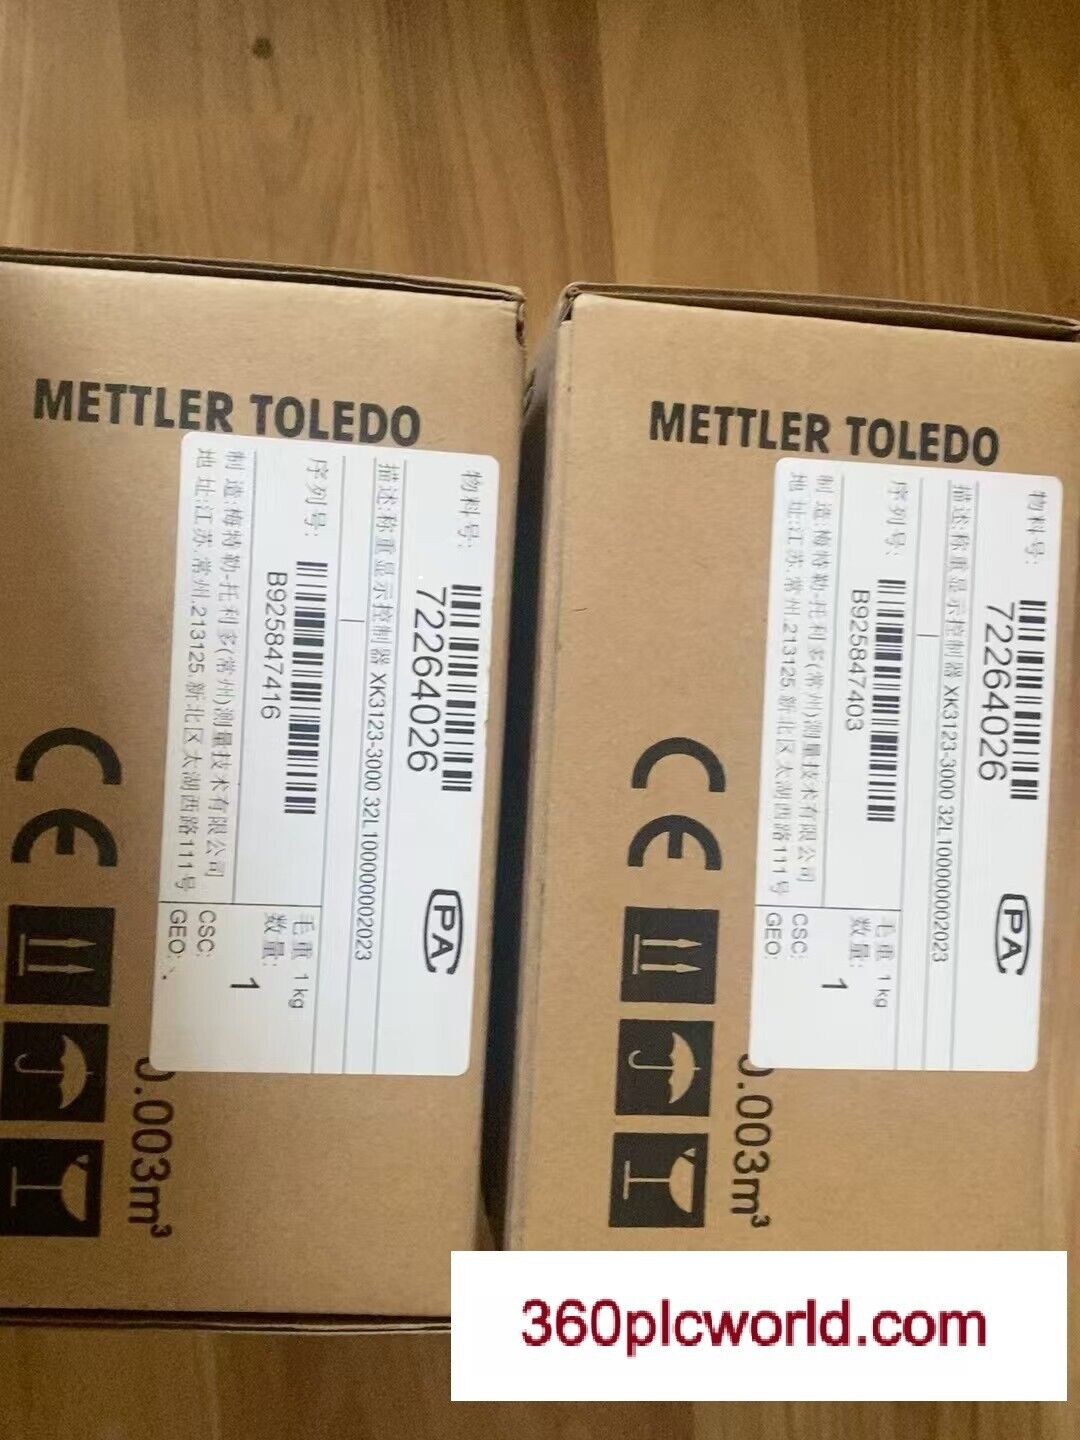 METTLER TOLEDO
物料号:
72264026
描述:称重显示控制器 XK3123-3000 32L1000000002023
序列号:
B925847416
毛重 1 kg
数量: 1
制 造:梅特勒-托利多(常州)测量技术有限公司
地 址:江苏.常州.213125.新北区太湖西路111号
CSC:
GEO:
CPA
CE
0.003m³
METTLER TOLEDO
物料号:
72264026
描述:称重显示控制器 XK3123-3000 32L1000000002023
序列号:
B925847403
毛重 1 kg
数量: 1
制 造:梅特勒-托利多(常州)测量技术有限公司
地 址:江苏.常州.213125.新北区太湖西路111号
CSC:
GEO:
CPA
CE
0.003m³
360plcworld.com